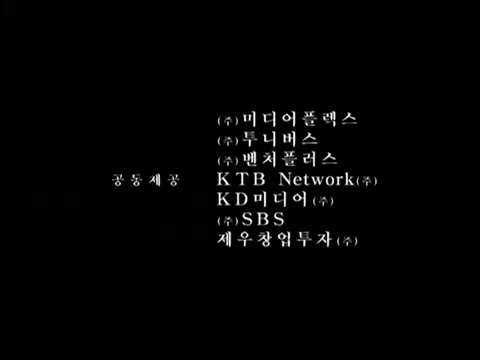 (주)미디어플렉스
(주)투니버스
(주)벤처플러스
공동제공 KTB Network(주)
KD미디어(주)
(주)SBS
제우창업투자(주)